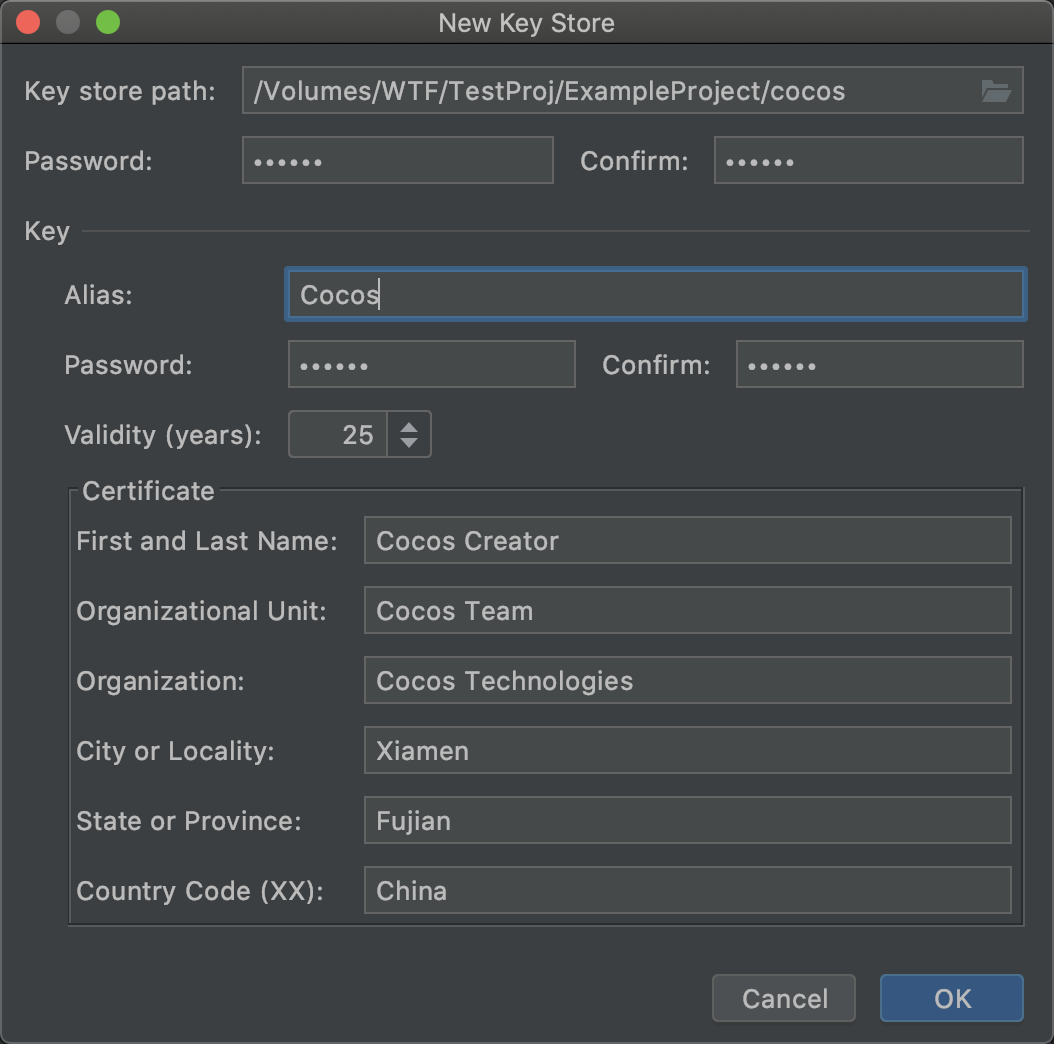 New Key Store
Key store path: /Volumes/WTF/TestProj/ExampleProject/cocos
Password: •••••• Confirm: ••••••
Key
Alias: Cocos
Password: •••••• Confirm: ••••••
Validity (years): 25
Certificate
First and Last Name: Cocos Creator
Organizational Unit: Cocos Team
Organization: Cocos Technologies
City or Locality: Xiamen
State or Province: Fujian
Country Code (XX): China
Cancel OK